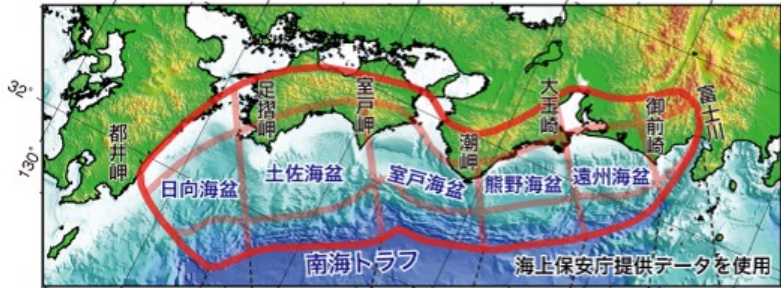 32°
130°
都井岬
足摺岬
室戸岬
潮岬
大王崎
御前崎
富士川
日向海盆
土佐海盆
室戸海盆
熊野海盆
遠州海盆
南海トラフ
海上保安庁提供データを使用